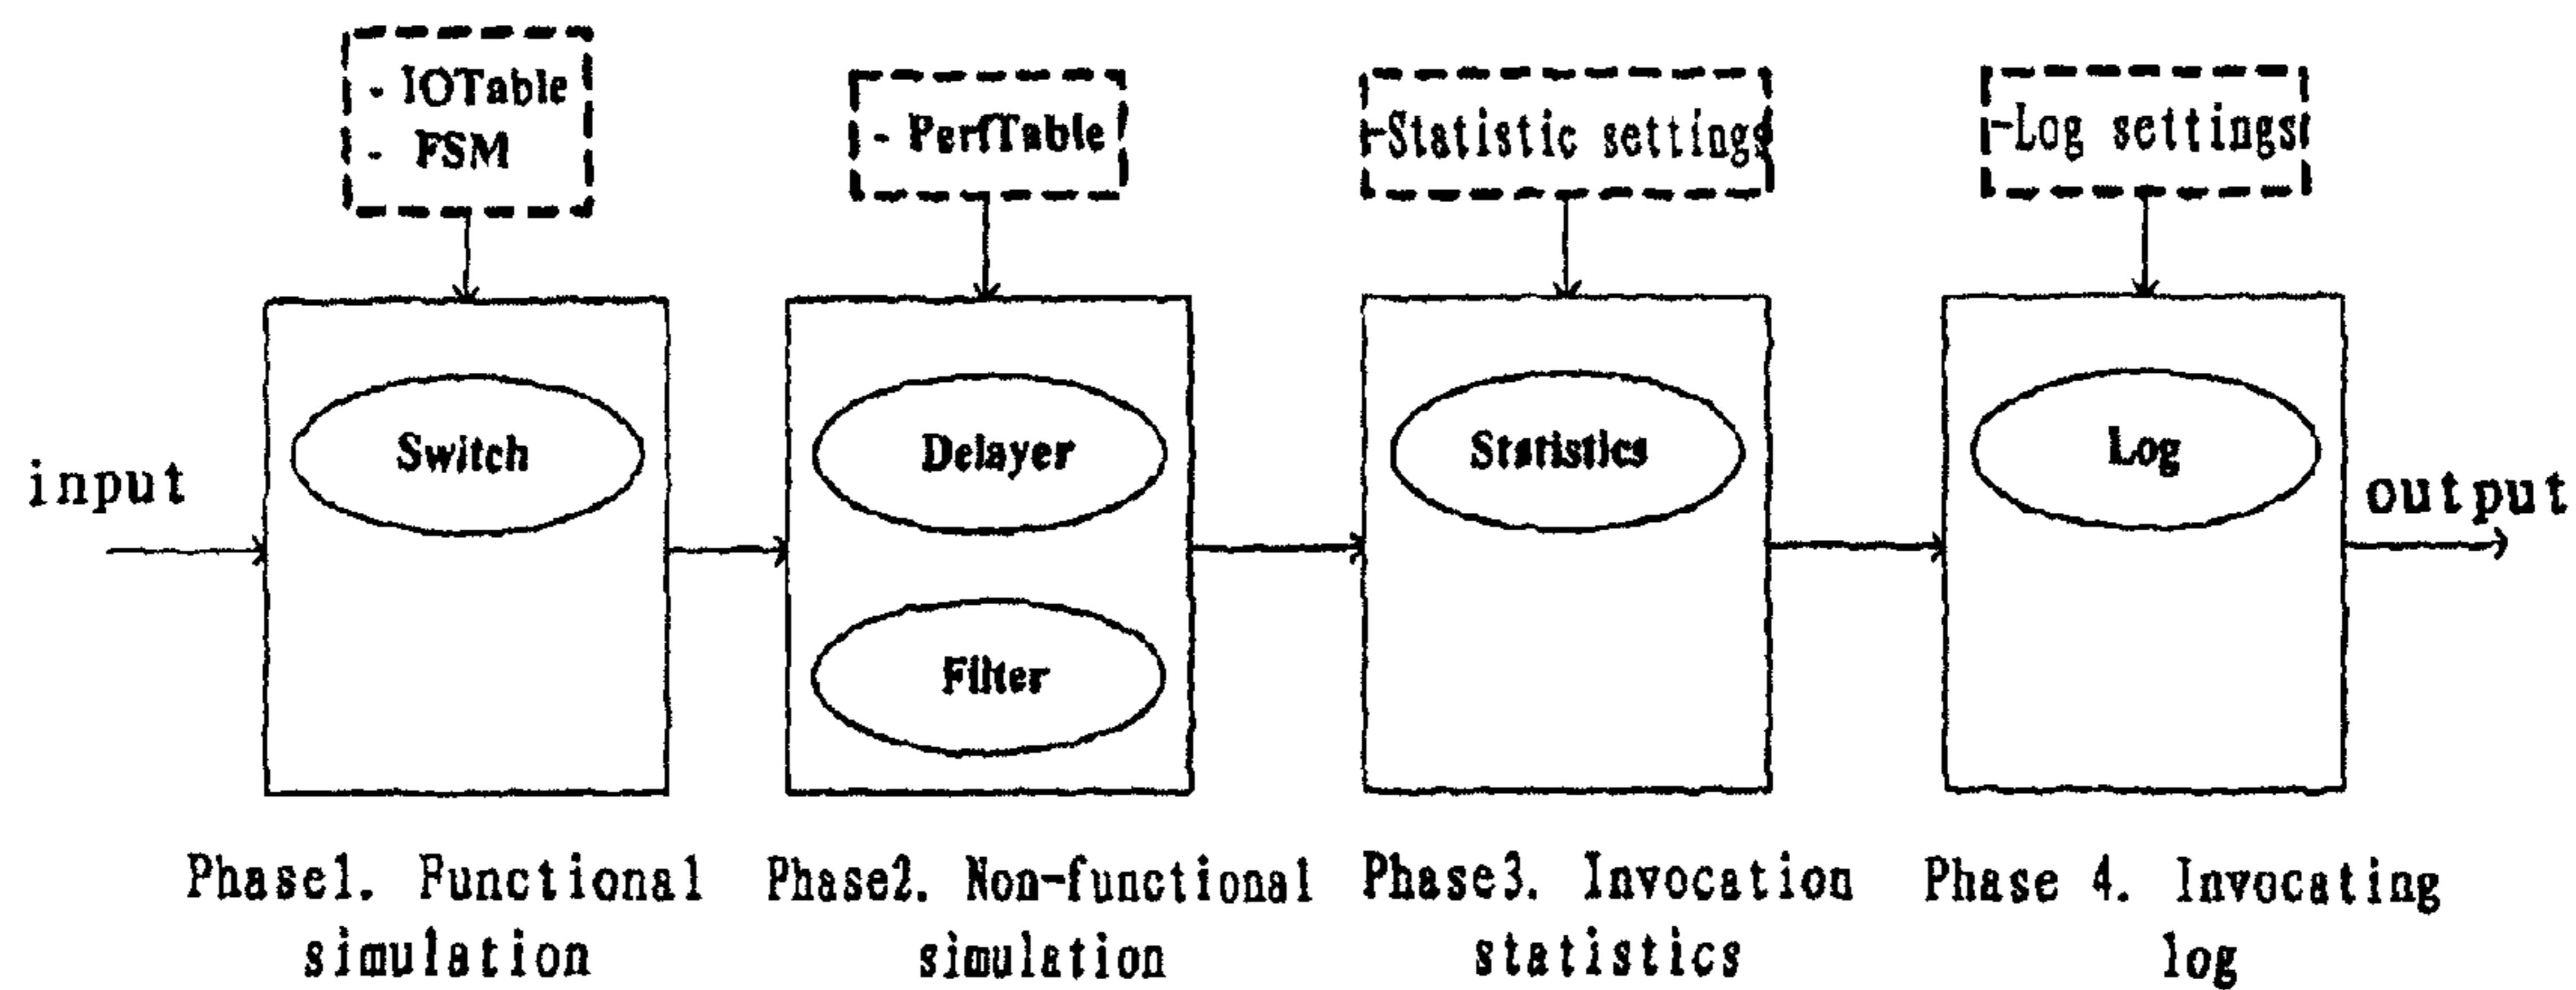 - IOTable
- FSM
- PerfTable
-Statistic settings
-Log settings
input
Switch
Delayer
Statistics
Log
output
Filter
Phase1. Functional
simulation
Phase2. Non-functional
simulation
Phase3. Invocation
statistics
Phase 4. Invocating
log